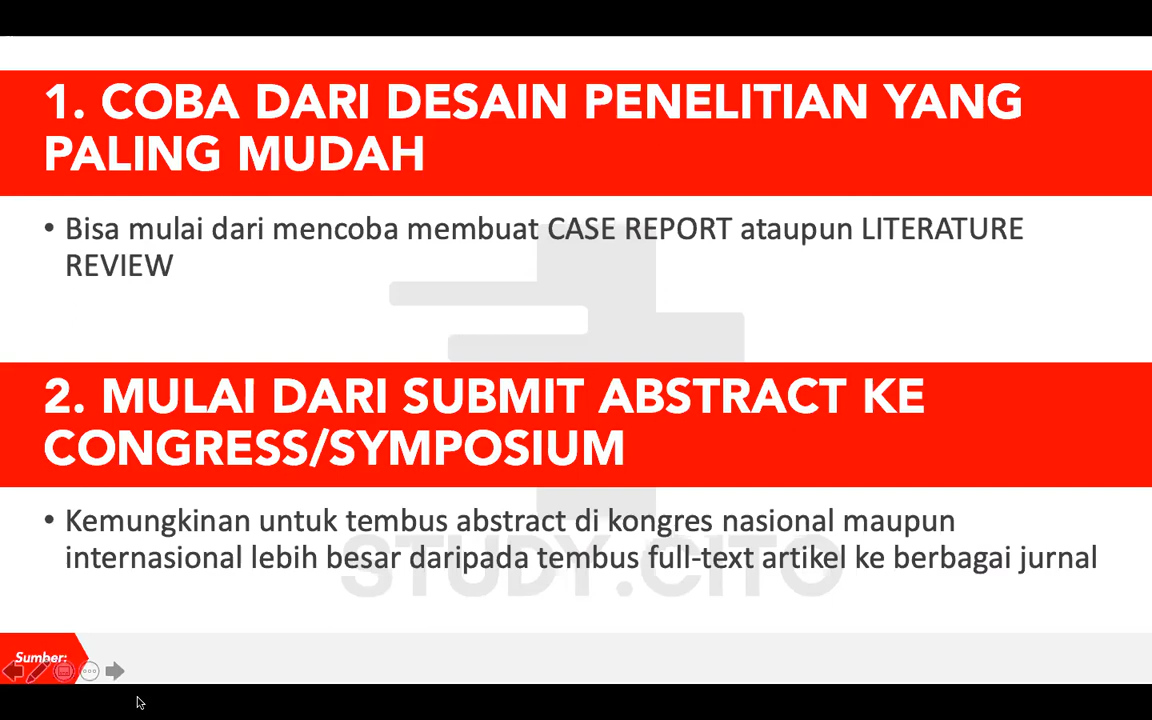 1. COBA DARI DESAIN PENELITIAN YANG
PALING MUDAH
• Bisa mulai dari mencoba membuat CASE REPORT ataupun LITERATURE
REVIEW
2. MULAI DARI SUBMIT ABSTRACT KE
CONGRESS/SYMPOSIUM
• Kemungkinan untuk tembus abstract di kongres nasional maupun
internasional lebih besar daripada tembus full-text artikel ke berbagai jurnal
STUDY.CITO
Sumber: